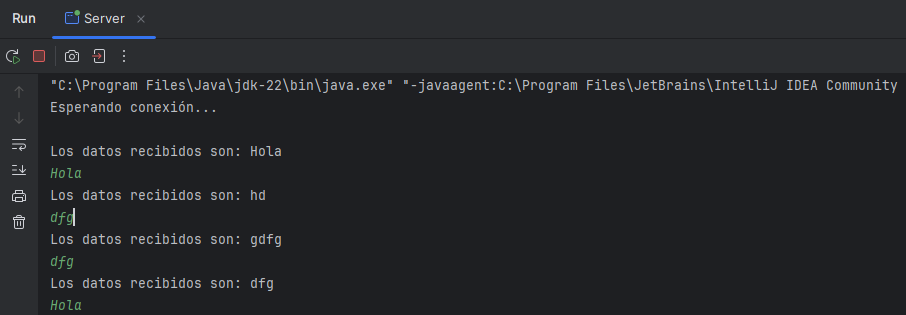 Run Server
"C:\Program Files\Java\jdk-22\bin\java.exe" "-javaagent:C:\Program Files\JetBrains\IntelliJ IDEA Community
Esperando conexión...
Los datos recibidos son: Hola
Hola
Los datos recibidos son: hd
dfg
Los datos recibidos son: gdfg
dfg
Los datos recibidos son: dfg
Hola